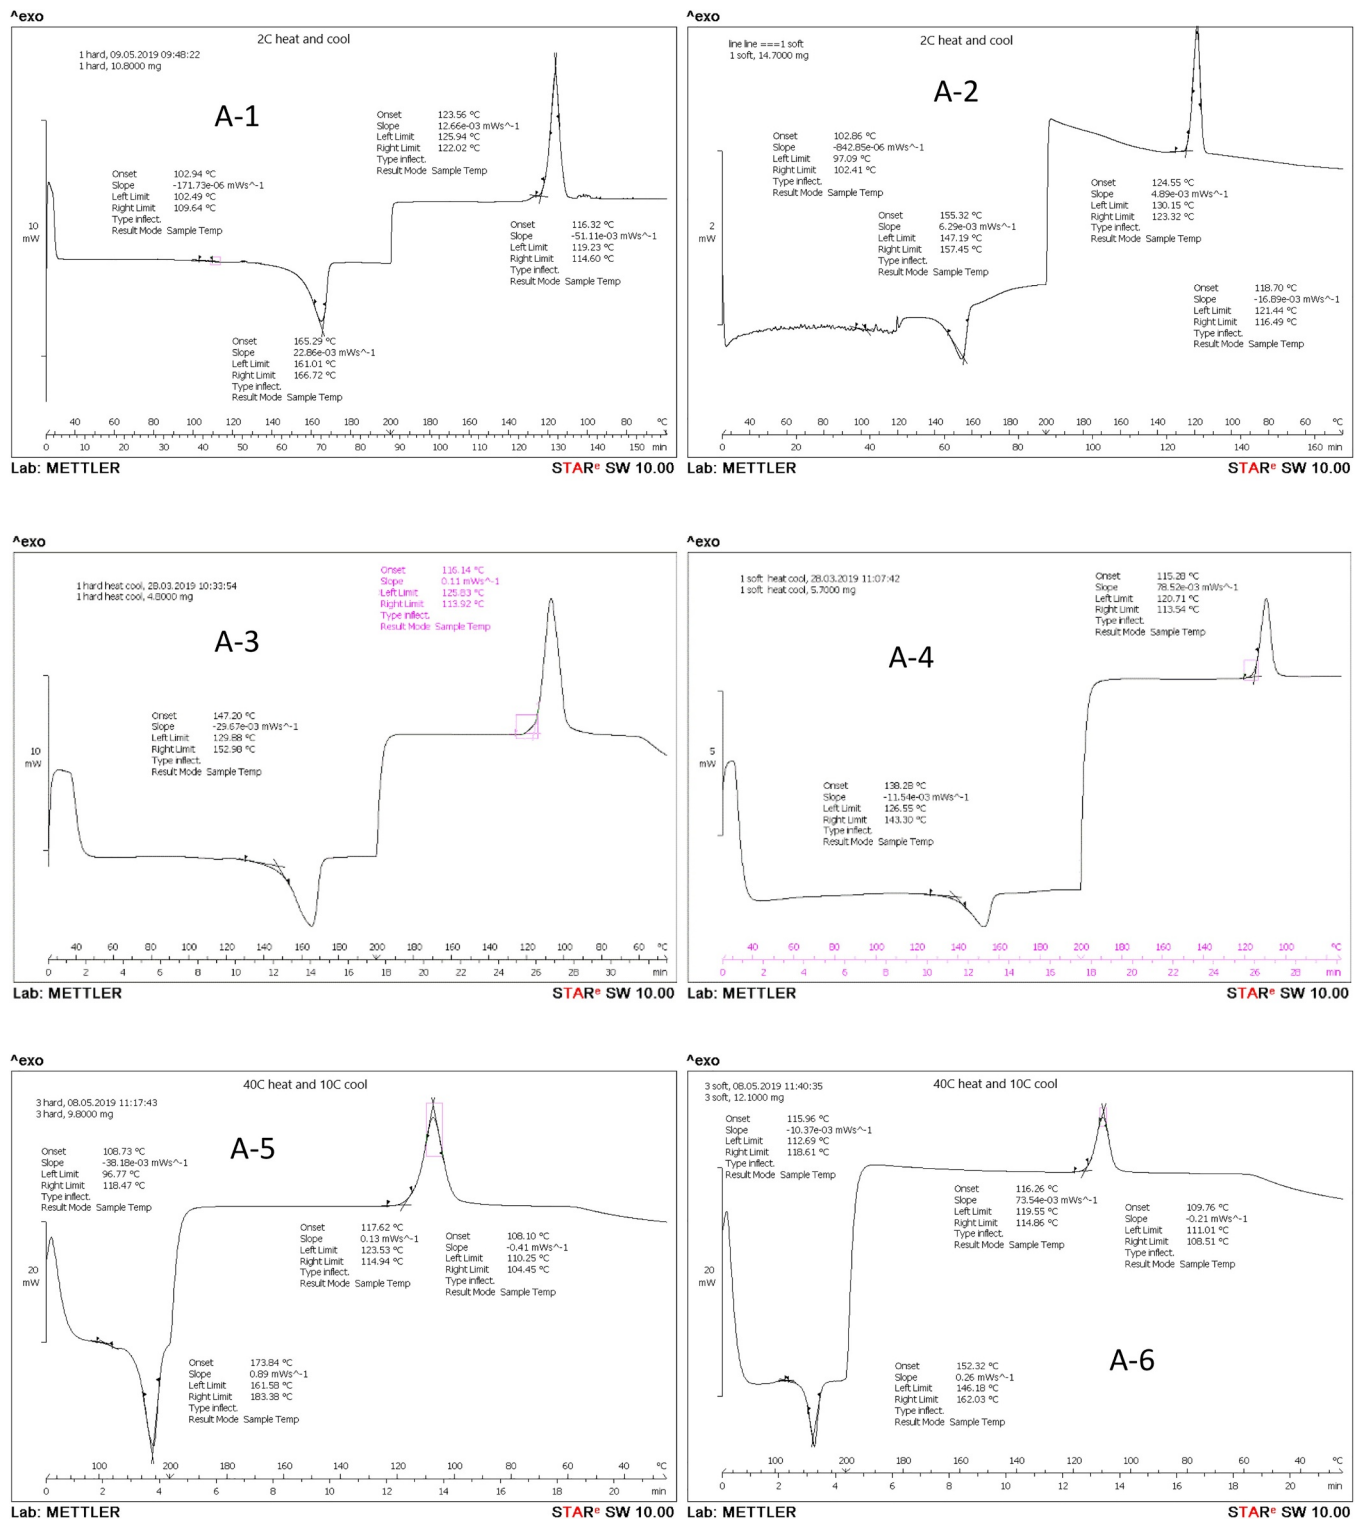 ^exo
2C heat and cool
1 hard, 09.05.2019 09:48:22
1 hard, 10.8000 mg
A-1
Onset 123.56 °C
Slope 12.66e-03 mWs^-1
Left Limit 125.94 °C
Right Limit 122.02 °C
Type inflect.
Result Mode Sample Temp
Onset 102.94 °C
Slope -171.73e-06 mWs^-1
Left Limit 102.49 °C
Right Limit 109.64 °C
Type inflect.
Result Mode Sample Temp
Onset 116.32 °C
Slope -51.11e-03 mWs^-1
Left Limit 119.23 °C
Right Limit 114.60 °C
Type inflect.
Result Mode Sample Temp
10
mW
Onset 165.29 °C
Slope 22.86e-03 mWs^-1
Left Limit 161.01 °C
Right Limit 166.72 °C
Type inflect.
Result Mode Sample Temp
40 60 80 100 120 140 160 180 200 180 160 140 120 100 80 °C
0 10 20 30 40 50 60 70 80 90 100 110 120 130 140 150 min
Lab: METTLER
STARe SW 10.00
^exo
2C heat and cool
line line ===1 soft
1 soft, 14.7000 mg
A-2
Onset 102.86 °C
Slope -842.85e-06 mWs^-1
Left Limit 97.09 °C
Right Limit 102.41 °C
Type inflect.
Result Mode Sample Temp
Onset 124.55 °C
Slope 4.89e-03 mWs^-1
Left Limit 130.15 °C
Right Limit 123.32 °C
Type inflect.
Result Mode Sample Temp
Onset 155.32 °C
Slope 6.29e-03 mWs^-1
Left Limit 147.19 °C
Right Limit 157.45 °C
Type inflect.
Result Mode Sample Temp
2
mW
Onset 118.70 °C
Slope -16.89e-03 mWs^-1
Left Limit 121.44 °C
Right Limit 116.49 °C
Type inflect.
Result Mode Sample Temp
40 60 80 100 120 140 160 180 200 180 160 140 120 100 80 60 °C
0 20 40 60 80 100 120 140 160 min
Lab: METTLER
STARe SW 10.00
^exo
1 hard heat cool, 28.03.2019 10:33:54
1 hard heat cool, 4.8000 mg
A-3
Onset 116.14 °C
Slope 0.11 mWs^-1
Left Limit 125.83 °C
Right Limit 113.92 °C
Type inflect.
Result Mode Sample Temp
Onset 147.20 °C
Slope -29.67e-03 mWs^-1
Left Limit 129.88 °C
Right Limit 152.98 °C
Type inflect.
Result Mode Sample Temp
10
mW
40 60 80 100 120 140 160 180 200 180 160 140 120 100 80 60 °C
0 2 4 6 8 10 12 14 16 18 20 22 24 26 28 30 min
Lab: METTLER
STARe SW 10.00
^exo
1 soft heat cool, 28.03.2019 11:07:42
1 soft heat cool, 5.7000 mg
A-4
Onset 115.28 °C
Slope 78.52e-03 mWs^-1
Left Limit 120.71 °C
Right Limit 113.54 °C
Type inflect.
Result Mode Sample Temp
5
mW
Onset 138.28 °C
Slope -11.54e-03 mWs^-1
Left Limit 126.55 °C
Right Limit 143.30 °C
Type inflect.
Result Mode Sample Temp
40 60 80 100 120 140 160 180 200 180 160 140 120 100 80 °C
0 2 4 6 8 10 12 14 16 18 20 22 24 26 28 min
Lab: METTLER
STARe SW 10.00
^exo
40C heat and 10C cool
3 hard, 08.05.2019 11:17:43
3 hard, 9.8000 mg
A-5
Onset 108.73 °C
Slope -38.18e-03 mWs^-1
Left Limit 96.77 °C
Right Limit 118.47 °C
Type inflect.
Result Mode Sample Temp
Onset 117.62 °C
Slope 0.13 mWs^-1
Left Limit 123.53 °C
Right Limit 114.94 °C
Type inflect.
Result Mode Sample Temp
Onset 108.10 °C
Slope -0.41 mWs^-1
Left Limit 110.25 °C
Right Limit 104.45 °C
Type inflect.
Result Mode Sample Temp
20
mW
Onset 173.84 °C
Slope 0.89 mWs^-1
Left Limit 161.58 °C
Right Limit 183.38 °C
Type inflect.
Result Mode Sample Temp
100 200 180 160 140 120 100 80 60 40 °C
0 2 4 6 8 10 12 14 16 18 20 min
Lab: METTLER
STARe SW 10.00
^exo
40C heat and 10C cool
3 soft, 08.05.2019 11:40:35
3 soft, 12.1000 mg
Onset 115.96 °C
Slope -10.37e-03 mWs^-1
Left Limit 112.69 °C
Right Limit 118.61 °C
Type inflect.
Result Mode Sample Temp
Onset 116.26 °C
Slope 73.54e-03 mWs^-1
Left Limit 119.55 °C
Right Limit 114.86 °C
Type inflect.
Result Mode Sample Temp
Onset 109.76 °C
Slope -0.21 mWs^-1
Left Limit 111.01 °C
Right Limit 108.51 °C
Type inflect.
Result Mode Sample Temp
20
mW
A-6
Onset 152.32 °C
Slope 0.26 mWs^-1
Left Limit 146.18 °C
Right Limit 162.03 °C
Type inflect.
Result Mode Sample Temp
100 200 180 160 140 120 100 80 60 40 °C
0 2 4 6 8 10 12 14 16 18 20 min
Lab: METTLER
STARe SW 10.00